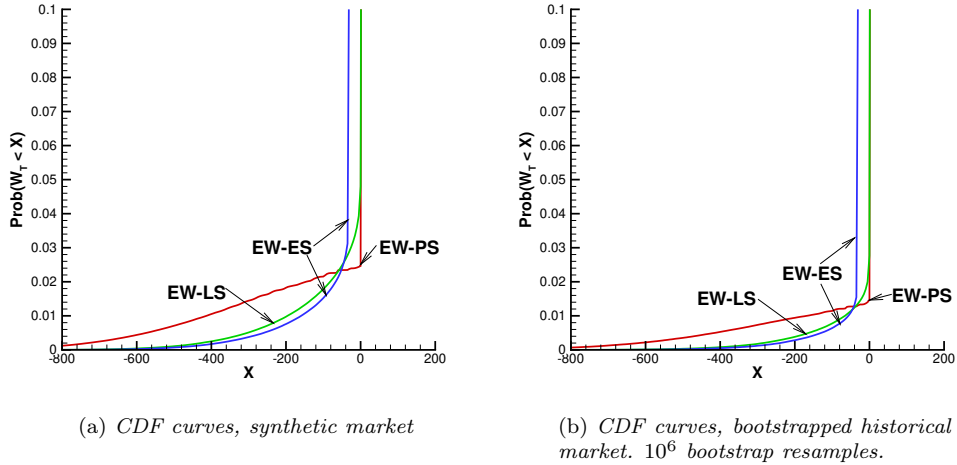 0.1
0.09
0.08
0.07
0.06
0.05
0.04
0.03
0.02
0.01
0
Prob(W_T < X)
-800 -600 -400 -200 0 200
X
EW-ES
EW-PS
EW-LS
(a) CDF curves, synthetic market
0.1
0.09
0.08
0.07
0.06
0.05
0.04
0.03
0.02
0.01
0
Prob(W_T < X)
-800 -600 -400 -200 0 200
X
EW-ES
EW-LS
EW-PS
(b) CDF curves, bootstrapped historical
market. 10^6 bootstrap resamples.